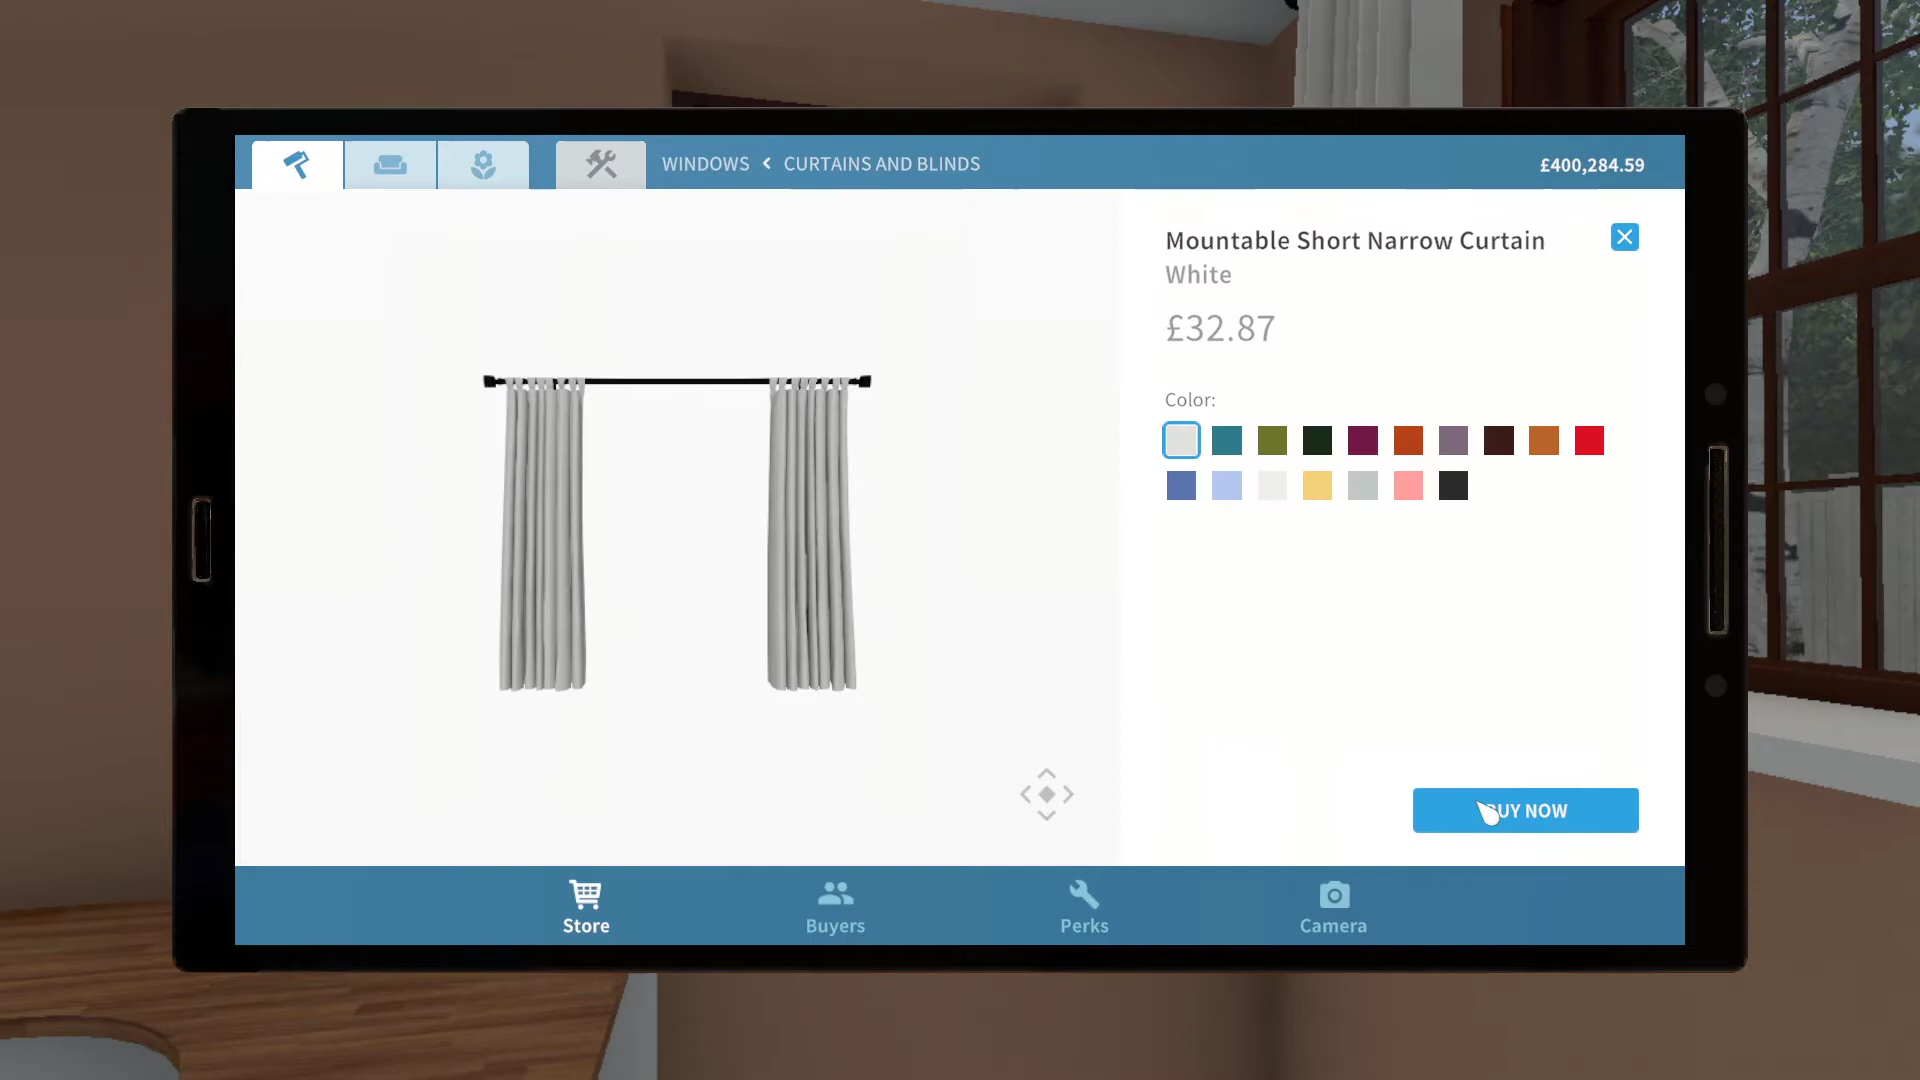 WINDOWS < CURTAINS AND BLINDS
£400,284.59
Mountable Short Narrow Curtain
White
£32.87
Color:
BUY NOW
Store
Buyers
Perks
Camera